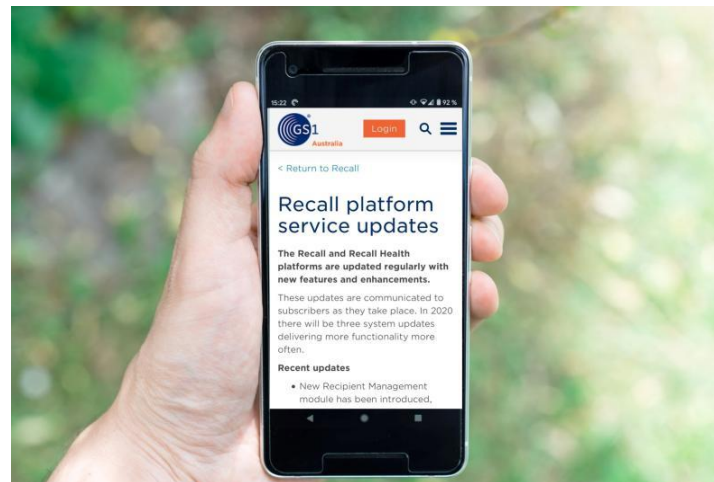 15:22
92%
GS1
Australia
Login
< Return to Recall
Recall platform
service updates
The Recall and Recall Health
platforms are updated regularly with
new features and enhancements.
These updates are communicated to
subscribers as they take place. In 2020
there will be three system updates
delivering more functionality more
often.
Recent updates
• New Recipient Management
module has been introduced,